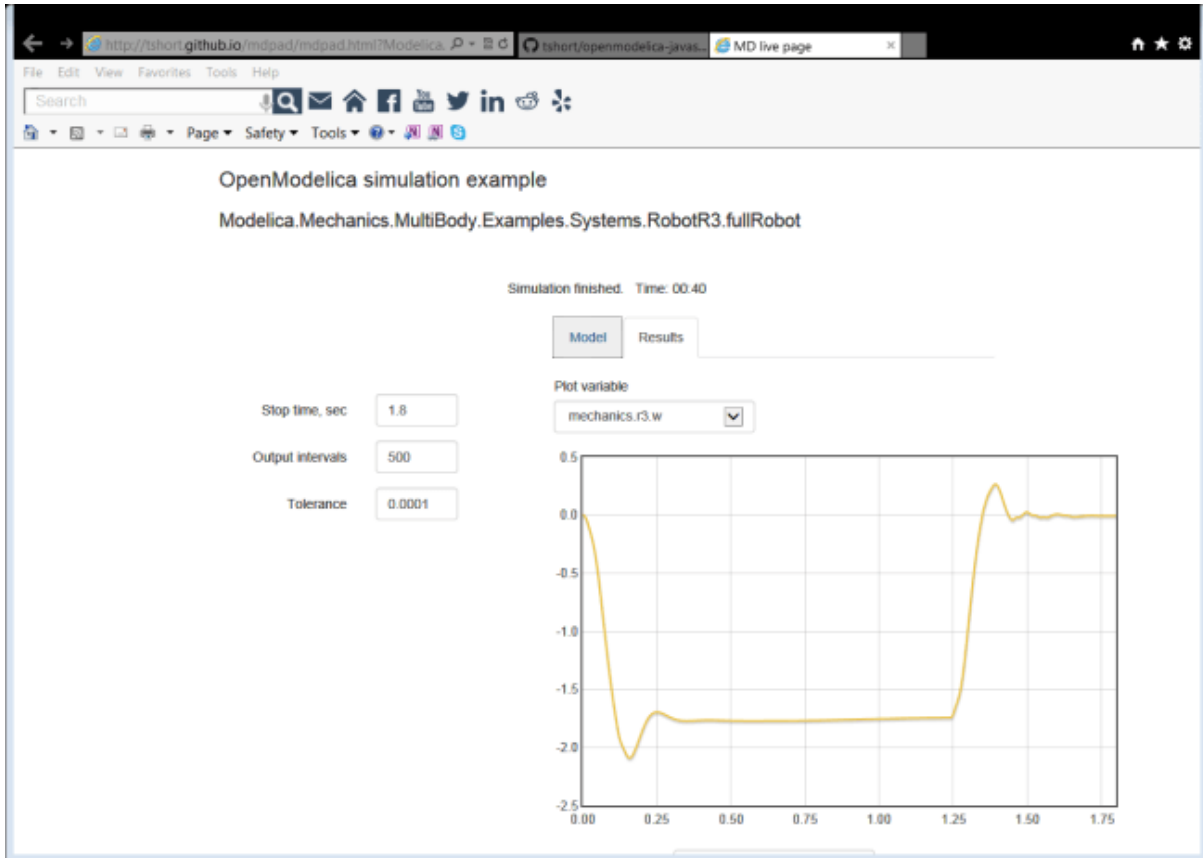 http://tshort.github.io/mdpad/mdpad.html?Modelica. tshort/openmodelica-javas... MD live page
File Edit View Favorites Tools Help
Search You Tube in
Page Safety Tools
OpenModelica simulation example
Modelica.Mechanics.MultiBody.Examples.Systems.RobotR3.fullRobot
Simulation finished. Time: 00:40
Model Results
Plot variable
Stop time, sec 1.8 mechanics.r3.w
Output intervals 500
Tolerance 0.0001
0.5
0.0
-0.5
-1.0
-1.5
-2.0
-2.5
0.00 0.25 0.50 0.75 1.00 1.25 1.50 1.75